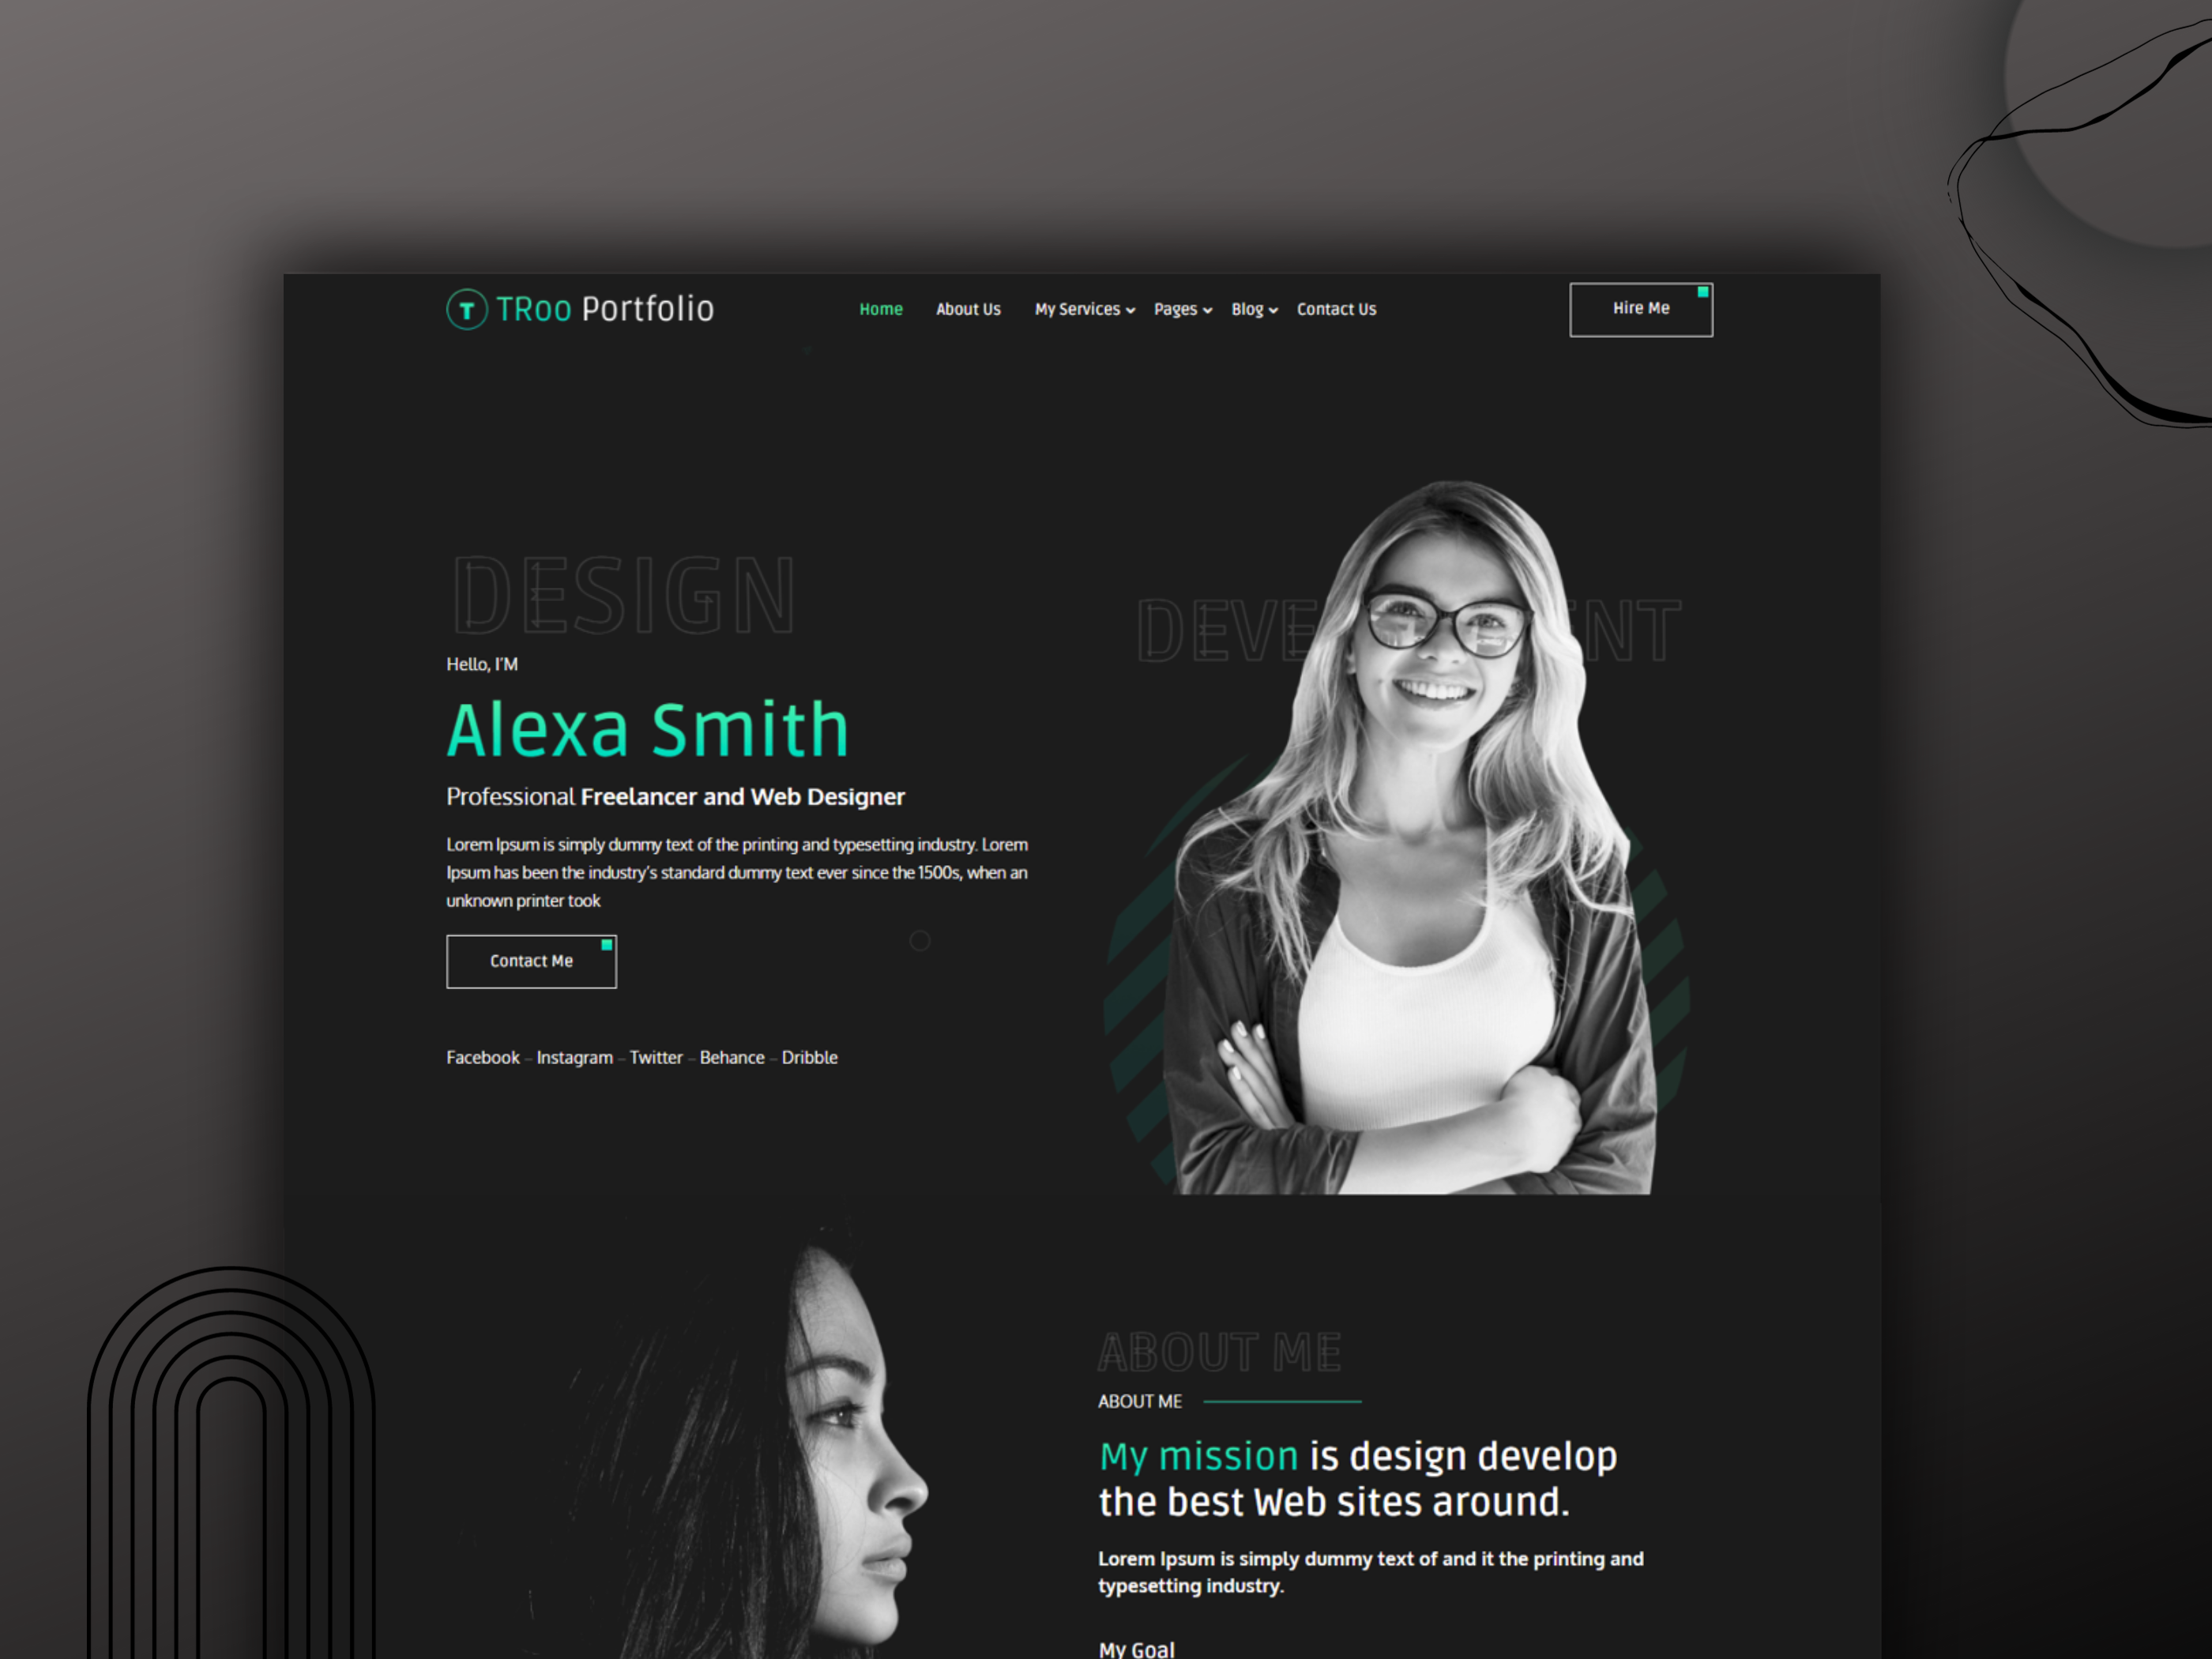 T TRoo Portfolio
Home About Us My Services Pages Blog Contact Us
Hire Me
DESIGN
DEVE
NT
Hello, I'M
Alexa Smith
Professional Freelancer and Web Designer
Lorem Ipsum is simply dummy text of the printing and typesetting industry. Lorem
Ipsum has been the industry's standard dummy text ever since the 1500s, when an
unknown printer took
Contact Me
Facebook – Instagram – Twitter – Behance – Dribble
ABOUT ME
ABOUT ME
My mission is design develop
the best Web sites around.
Lorem Ipsum is simply dummy text of and it the printing and
typesetting industry.
My Goal